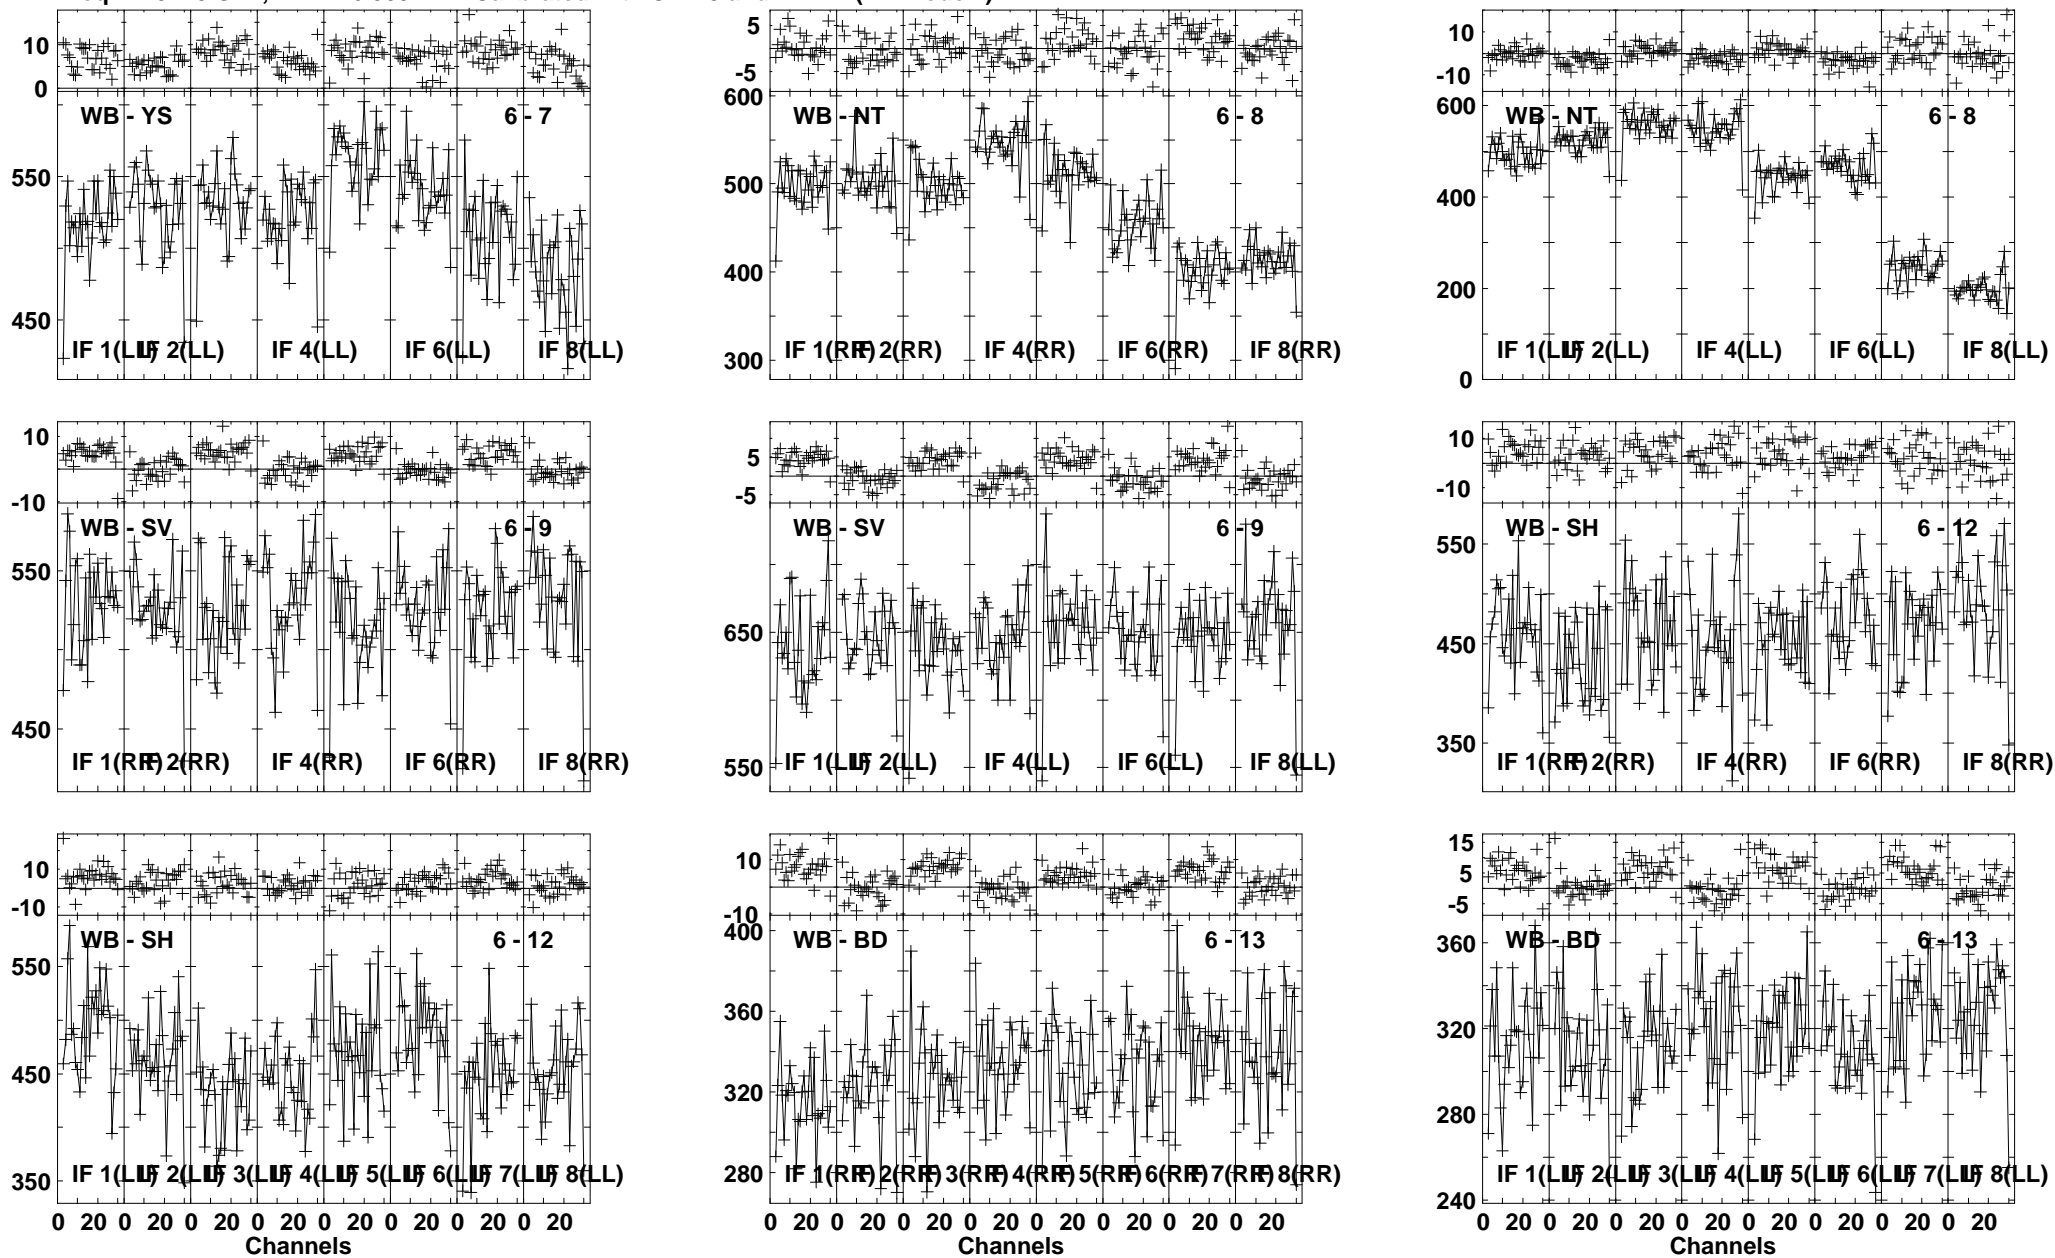 10
0
WB - YS
6 - 7
550
450
IF 1(LL)
IF 2(LL)
IF 4(LL)
IF 6(LL)
IF 8(LL)
5
-5
600
WB - NT
6 - 8
500
400
300
IF 1(RR)
IF 2(RR)
IF 4(RR)
IF 6(RR)
IF 8(RR)
10
-10
600
WB - NT
6 - 8
400
200
0
IF 1(LL)
IF 2(LL)
IF 4(LL)
IF 6(LL)
IF 8(LL)
10
-10
WB - SV
6 - 9
550
450
IF 1(RR)
IF 2(RR)
IF 4(RR)
IF 6(RR)
IF 8(RR)
5
-5
WB - SV
6 - 9
650
550
IF 1(LL)
IF 2(LL)
IF 4(LL)
IF 6(LL)
IF 8(LL)
10
-10
WB - SH
6 - 12
550
450
350
IF 1(RR)
IF 2(RR)
IF 4(RR)
IF 6(RR)
IF 8(RR)
10
-10
WB - SH
6 - 12
550
450
350
IF 1(LL)
IF 2(LL)
IF 3(LL)
IF 4(LL)
IF 5(LL)
IF 6(LL)
IF 7(LL)
IF 8(LL)
0 20 0 20 0 20 0 20 0 20 0 20 0 20 0 20
Channels
10
-10
400
WB - BD
6 - 13
360
320
280
IF 1(RR)
IF 2(RR)
IF 3(RR)
IF 4(RR)
IF 5(RR)
IF 6(RR)
IF 7(RR)
IF 8(RR)
0 20 0 20 0 20 0 20 0 20 0 20 0 20 0 20
Channels
15
5
-5
WB - BD
6 - 13
360
320
280
240
IF 1(LL)
IF 2(LL)
IF 3(LL)
IF 4(LL)
IF 5(LL)
IF 6(LL)
IF 7(LL)
IF 8(LL)
0 20 0 20 0 20 0 20 0 20 0 20 0 20 0 20
Channels